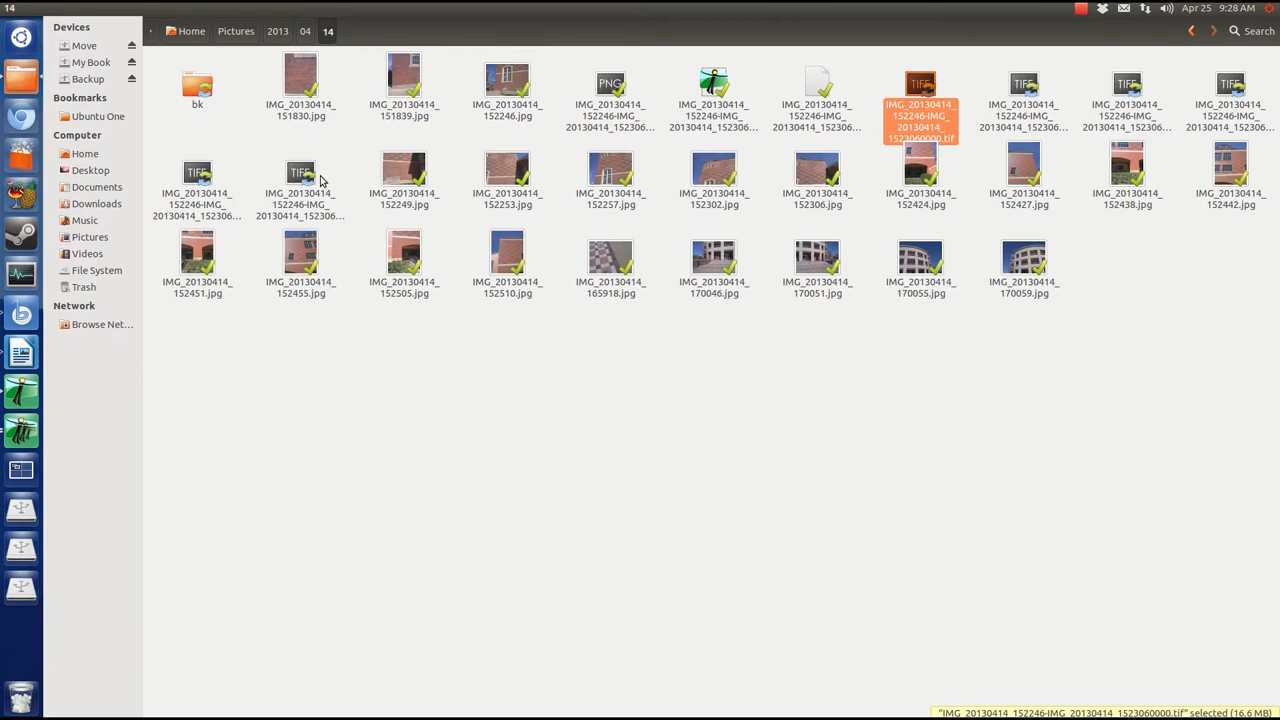 14
Apr 25
9:28 AM
Devices
Move
My Book
Backup
Bookmarks
Ubuntu One
Computer
Home
Desktop
Documents
Downloads
Music
Pictures
Videos
File System
Trash
Network
Browse Net...
Home
Pictures
2013
04
14
Search
bk
IMG_20130414_
151830.jpg
IMG_20130414_
151839.jpg
IMG_20130414_
152246.jpg
PNG
IMG_20130414_
152246-IMG_
20130414_152306...
IMG_20130414_
152246-IMG_
20130414_152306...
IMG_20130414_
152246-IMG_
20130414_152306...
TIFF
IMG_20130414_
152246-IMG_
20130414_
1523060000.tif
TIFF
IMG_20130414_
152246-IMG_
20130414_152306...
TIFF
IMG_20130414_
152246-IMG_
20130414_152306...
TIFF
IMG_20130414_
152246-IMG_
20130414_152306...
TIFF
IMG_20130414_
152246-IMG_
20130414_152306...
TIFF
IMG_20130414_
152246-IMG_
20130414_152306...
IMG_20130414_
152249.jpg
IMG_20130414_
152253.jpg
IMG_20130414_
152257.jpg
IMG_20130414_
152302.jpg
IMG_20130414_
152306.jpg
IMG_20130414_
152424.jpg
IMG_20130414_
152427.jpg
IMG_20130414_
152438.jpg
IMG_20130414_
152442.jpg
IMG_20130414_
152451.jpg
IMG_20130414_
152455.jpg
IMG_20130414_
152505.jpg
IMG_20130414_
152510.jpg
IMG_20130414_
165918.jpg
IMG_20130414_
170046.jpg
IMG_20130414_
170051.jpg
IMG_20130414_
170055.jpg
IMG_20130414_
170059.jpg
"IMG_20130414_152246-IMG_20130414_1523060000.tif" selected (16.6 MB)